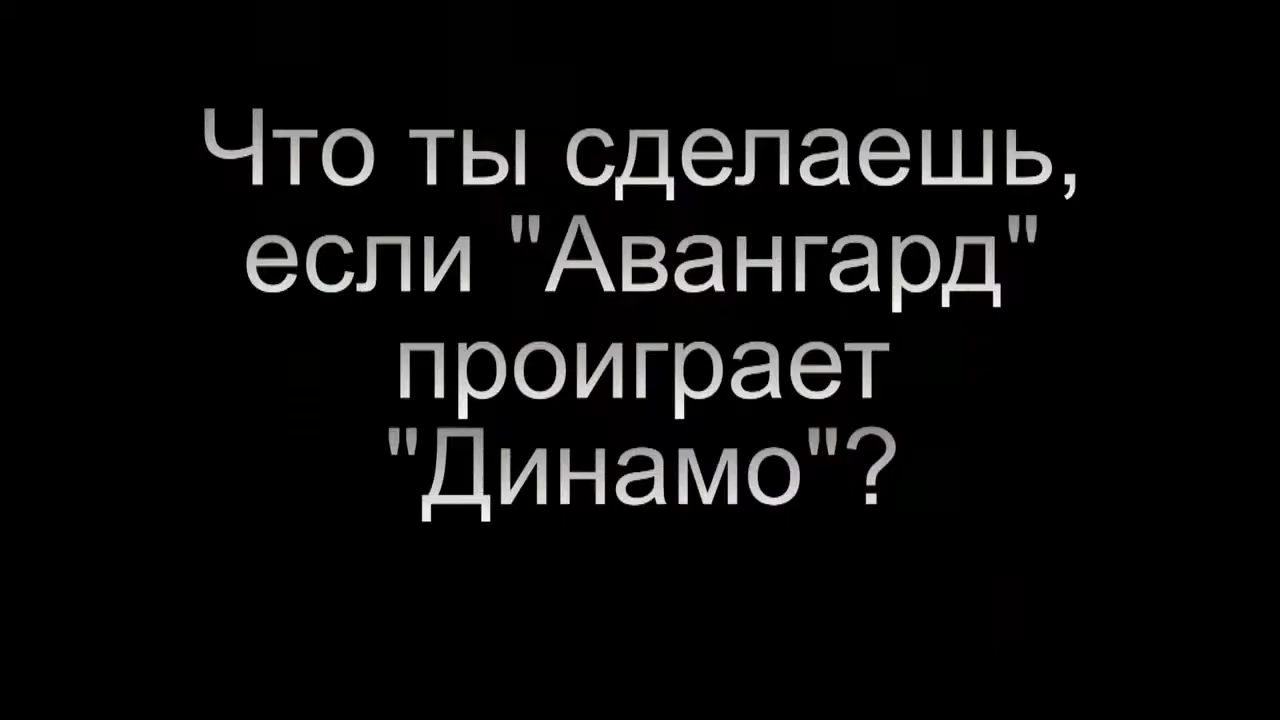 Что ты сделаешь,
если "Авангард"
проиграет
"Динамо"?